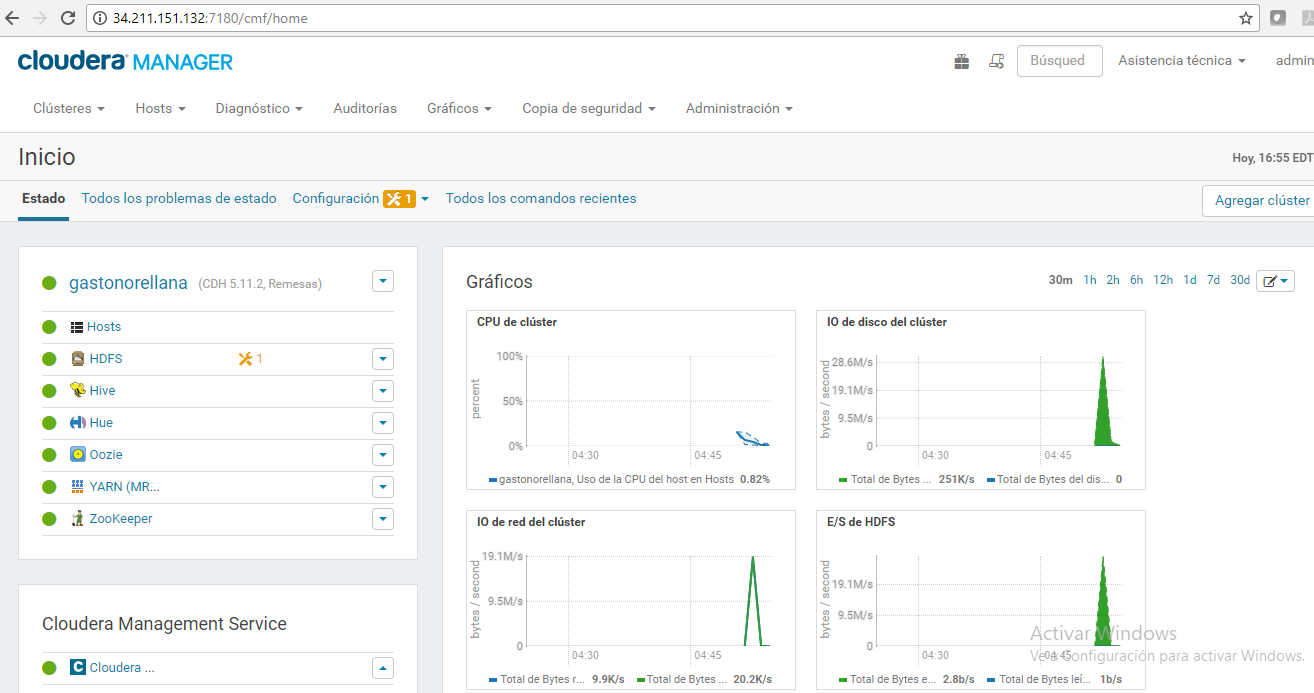 34.211.151.132:7180/cmf/home
cloudera MANAGER
Búsqued
Asistencia técnica
admin
Clústeres
Hosts
Diagnóstico
Auditorías
Gráficos
Copia de seguridad
Administración
Inicio
Hoy, 16:55 EDT
Estado
Todos los problemas de estado
Configuración 1
Todos los comandos recientes
Agregar clúster
gastonorellana (CDH 5.11.2, Remesas)
Hosts
HDFS 1
Hive
Hue
Oozie
YARN (MR...
ZooKeeper
Cloudera Management Service
C Cloudera ...
Gráficos
30m 1h 2h 6h 12h 1d 7d 30d
CPU de clúster
percent
100%
50%
0%
04:30 04:45
gastonorellana, Uso de la CPU del host en Hosts 0.82%
IO de disco del clúster
bytes / second
28.6M/s
19.1M/s
9.5M/s
0
04:30 04:45
Total de Bytes ... 251K/s Total de Bytes del dis... 0
IO de red del clúster
bytes / second
19.1M/s
9.5M/s
0
04:30 04:45
Total de Bytes r... 9.9K/s Total de Bytes ... 20.2K/s
E/S de HDFS
bytes / second
19.1M/s
9.5M/s
0
04:30 04:45
Total de Bytes e... 2.8b/s Total de Bytes leí... 1b/s
Activar Windows
Ve a Configuración para activar Windows.